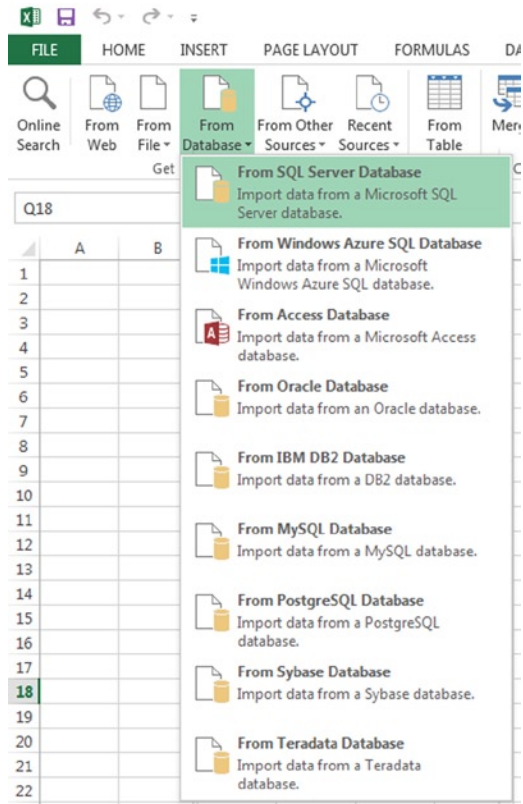 FILE HOME INSERT PAGE LAYOUT FORMULAS
Online From From From From Other Recent From
Search Web File Database Sources Sources Table
Get
Q18
From SQL Server Database
Import data from a Microsoft SQL
Server database.
From Windows Azure SQL Database
Import data from a Microsoft
Windows Azure SQL database.
From Access Database
Import data from a Microsoft Access
database.
From Oracle Database
Import data from an Oracle database.
From IBM DB2 Database
Import data from a DB2 database.
From MySQL Database
Import data from a MySQL database.
From PostgreSQL Database
Import data from a PostgreSQL
database.
From Sybase Database
Import data from a Sybase database.
From Teradata Database
Import data from a Teradata
database.
A B
1
2
3
4
5
6
7
8
9
10
11
12
13
14
15
16
17
18
19
20
21
22